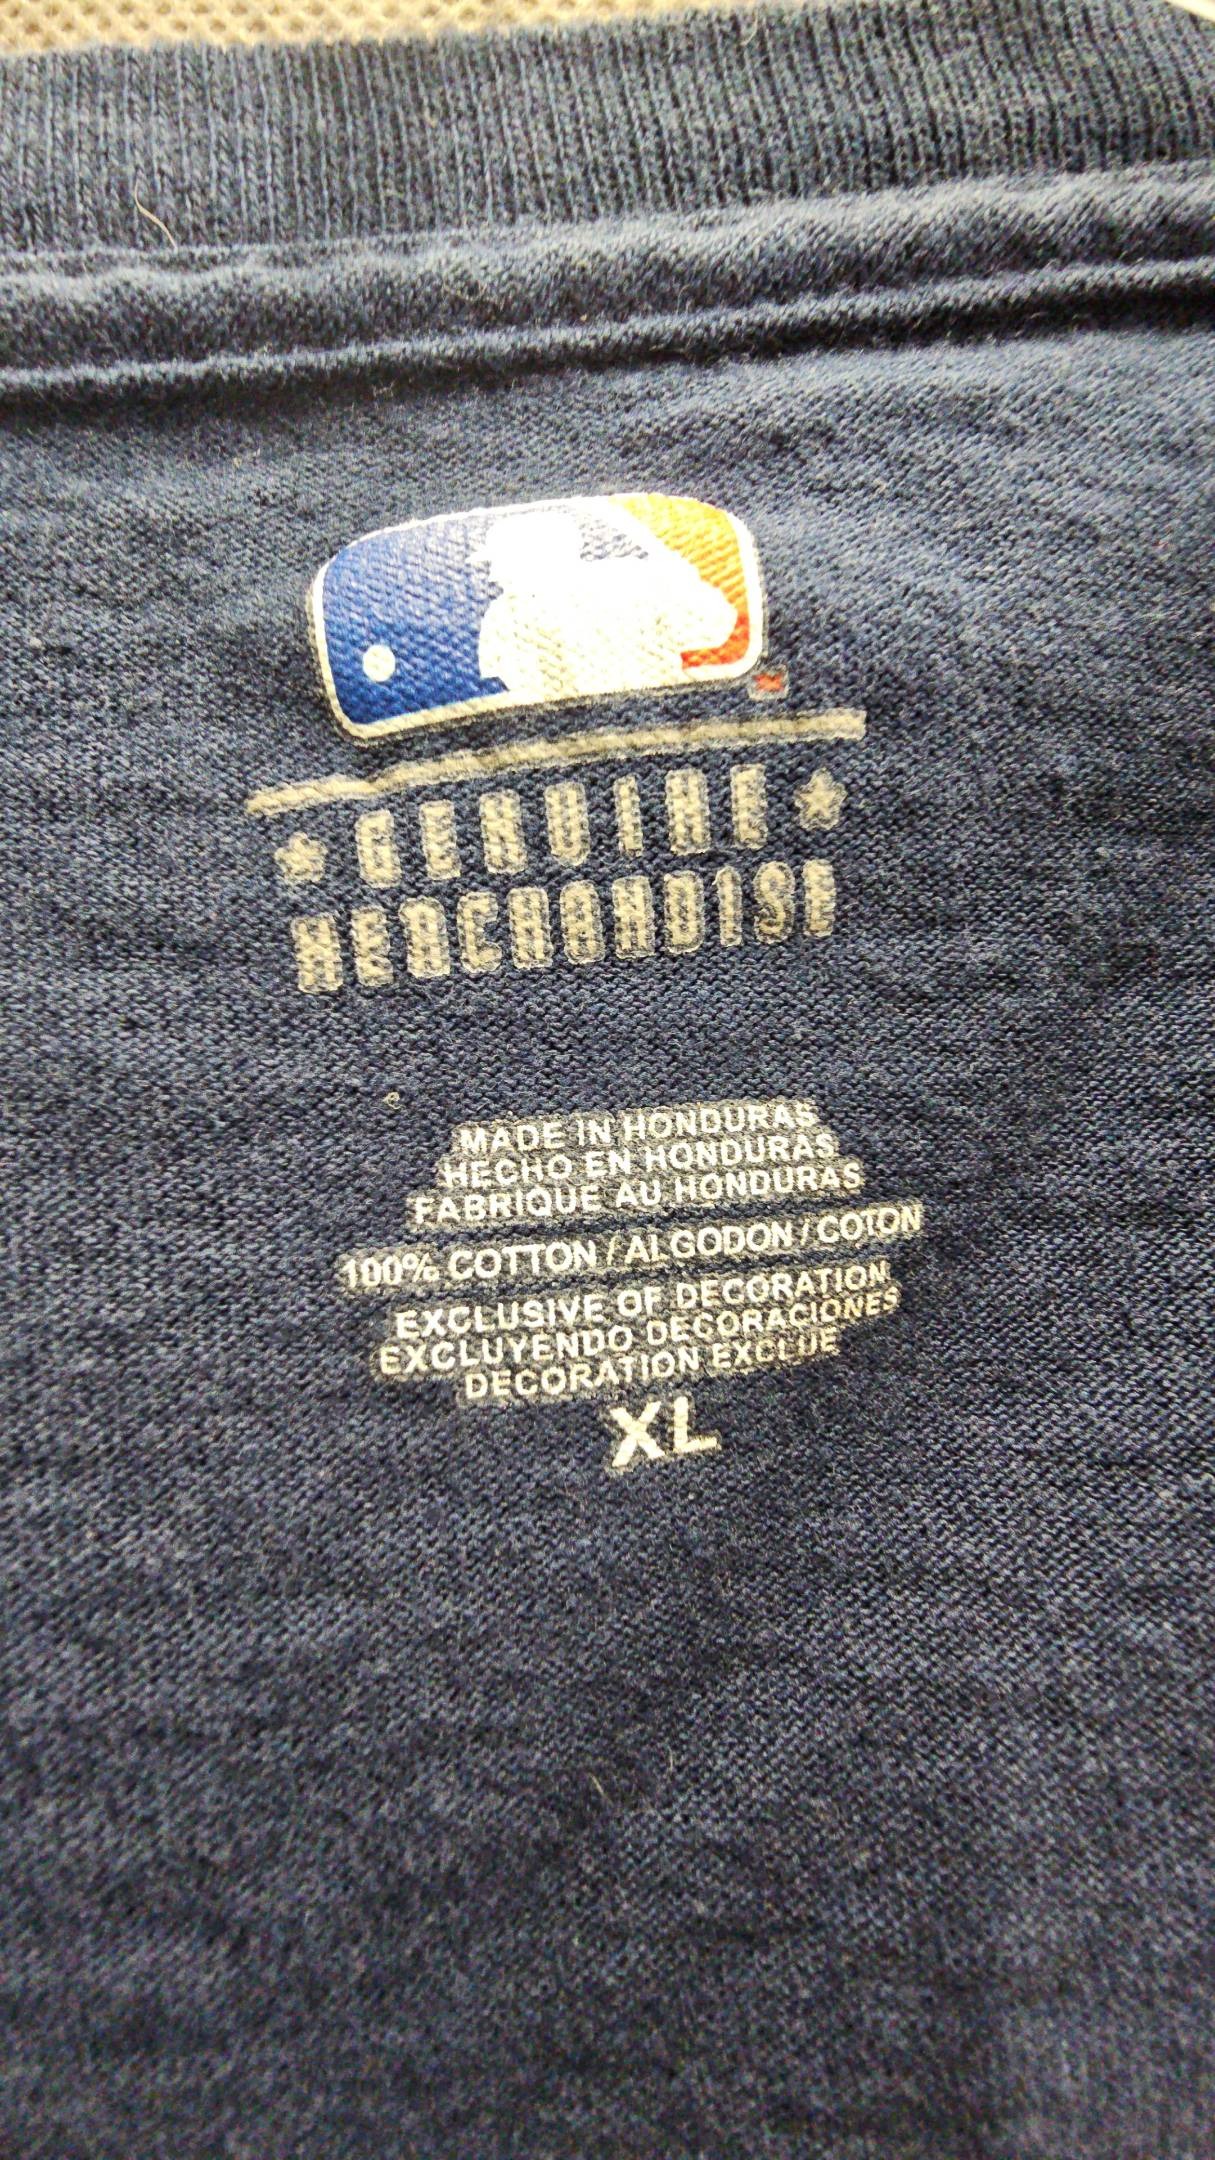 GENUINE
MERCHANDISE
MADE IN HONDURAS
HECHO EN HONDURAS
FABRIQUE AU HONDURAS
100% COTTON / ALGODON / COTON
EXCLUSIVE OF DECORATION
EXCLUYENDO DECORACIONES
DECORATION EXCLUE
XL